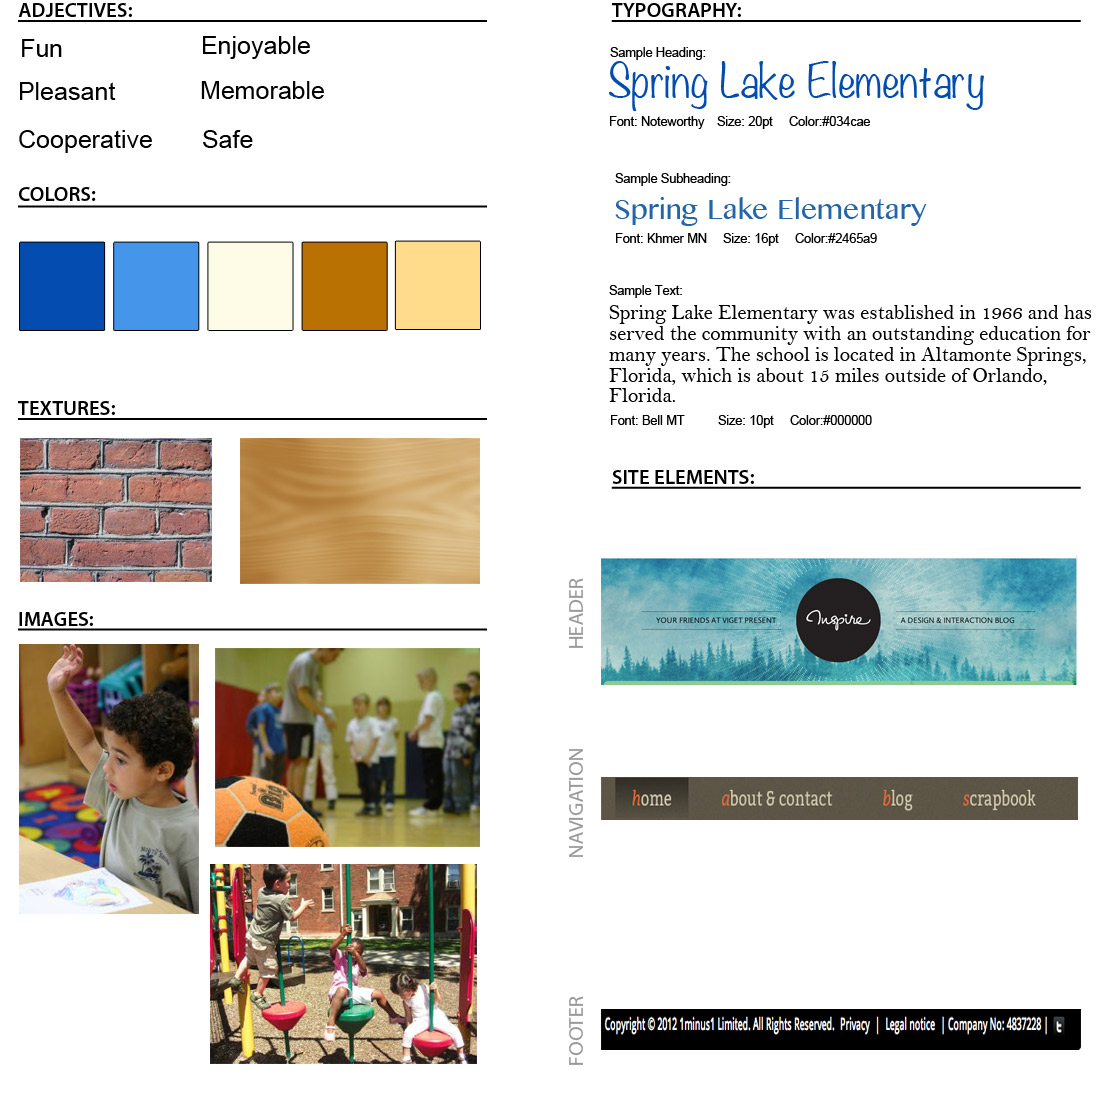 ADJECTIVES:
Fun
Enjoyable
Pleasant
Memorable
Cooperative
Safe
COLORS:
TEXTURES:
IMAGES:
TYPOGRAPHY:
Sample Heading:
Spring Lake Elementary
Font: Noteworthy Size: 20pt Color:#034cae
Sample Subheading:
Spring Lake Elementary
Font: Khmer MN Size: 16pt Color:#2465a9
Sample Text:
Spring Lake Elementary was established in 1966 and has
served the community with an outstanding education for
many years. The school is located in Altamonte Springs,
Florida, which is about 15 miles outside of Orlando,
Florida.
Font: Bell MT Size: 10pt Color:#000000
SITE ELEMENTS:
HEADER
YOUR FRIENDS AT VIGET PRESENT
Inspire
A DESIGN & INTERACTION BLOG
NAVIGATION
home about & contact blog scrapbook
FOOTER
Copyright © 2012 1minus1 Limited. All Rights Reserved. Privacy | Legal notice | Company No: 4837228 | t